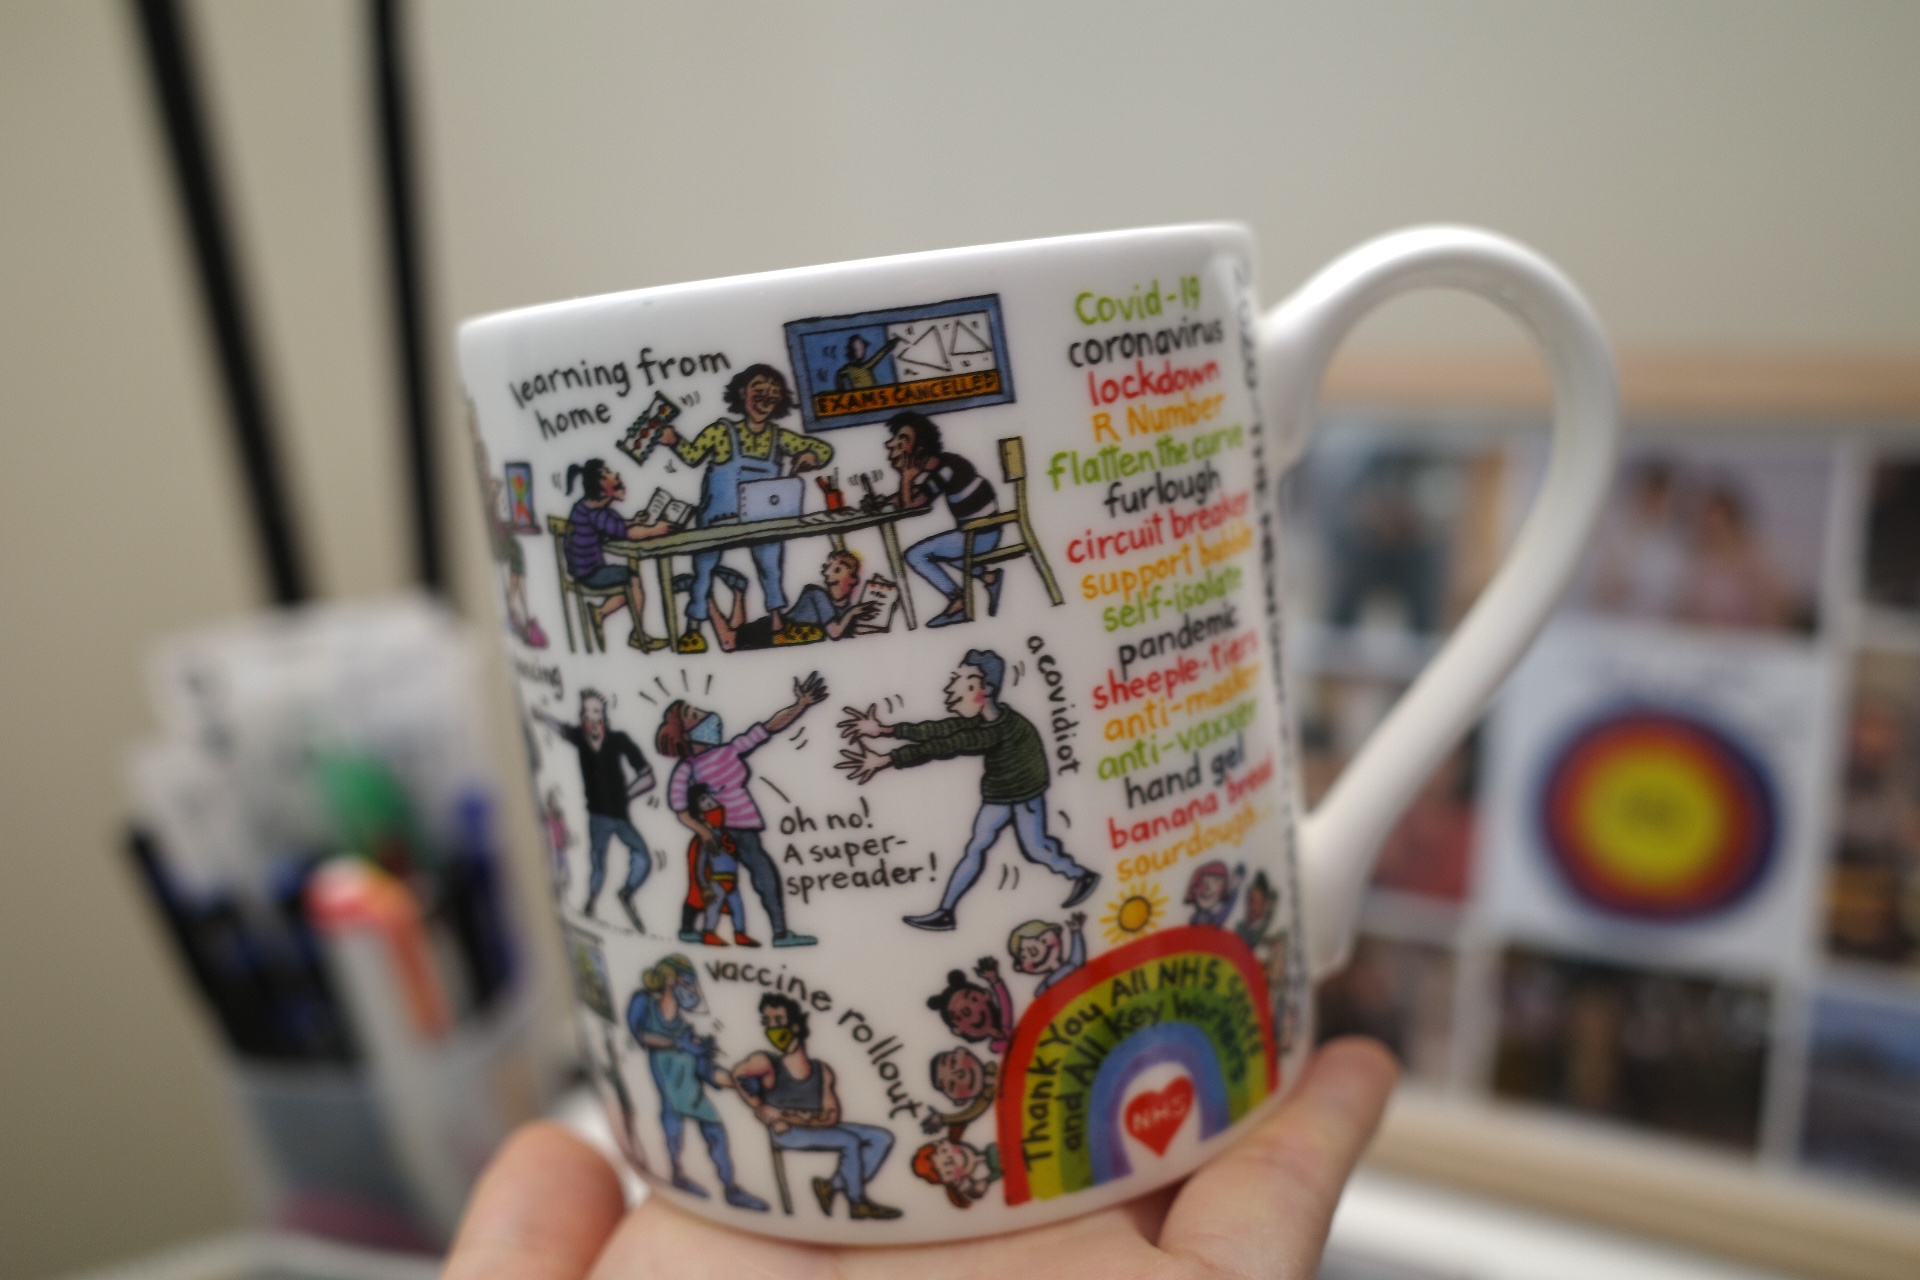 learning from
home
EXAMS CANCELLED
Covid-19
coronavirus
lockdown
R Number
flatten the curve
furlough
circuit breaker
support bubble
self-isolate
pandemic
sheeple-tiers
anti-masker
anti-vaxxer
hand gel
banana bread
sourdough...
a covidiot
oh no!
A super-
spreader!
vaccine rollout
Thank You All NHS Staff
and All Key Workers
NHS